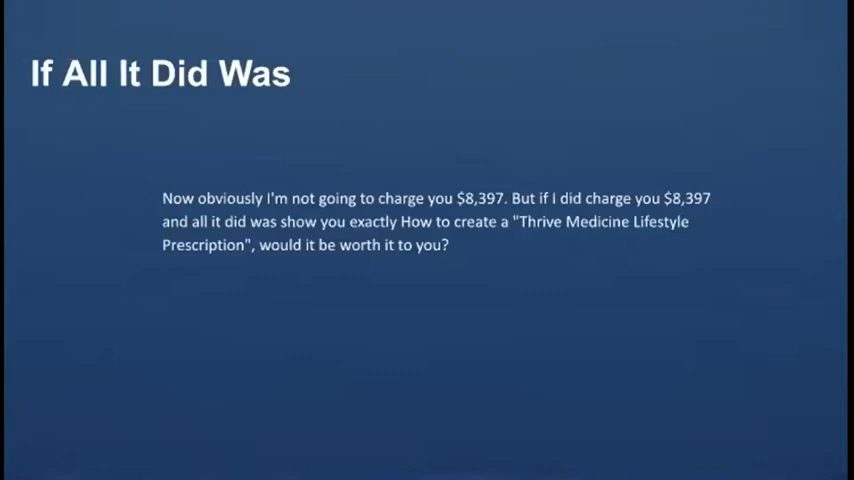 If All It Did Was
Now obviously I'm not going to charge you $8,397. But if I did charge you $8,397
and all it did was show you exactly How to create a "Thrive Medicine Lifestyle
Prescription", would it be worth it to you?